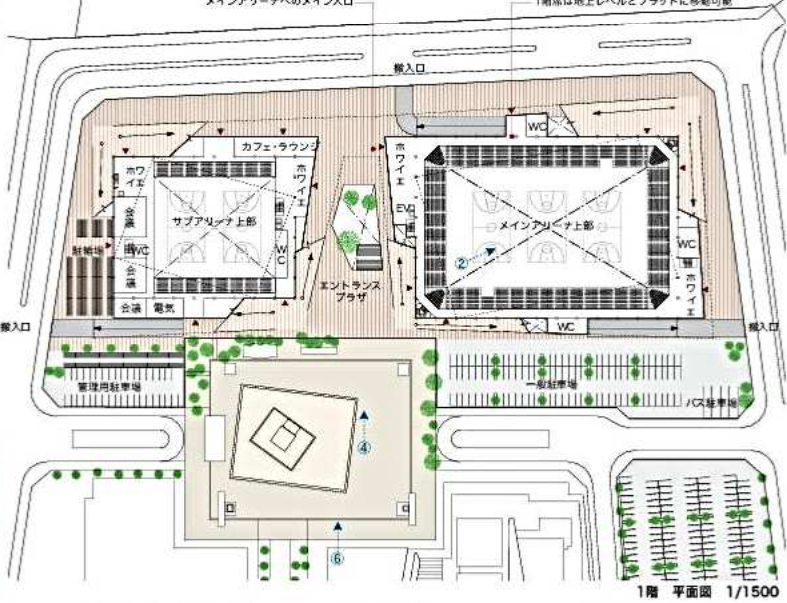 メインアリーナへのメイン入口
1階席は地上レベルとフラットに移動可能
搬入口
WC
カフェ・ラウンジ
ホワイエ
ホワイエ
ホワイエ
会議
サブアリーナ上部
EV
メインアリーナ上部
駐輪場
WC
WC
WC
②
会議
エントランスプラザ
ホワイエ
会議
電気
搬入口
WC
搬入口
管理用駐車場
一般駐車場
バス駐車場
④
⑥
1階 平面図 1/1500